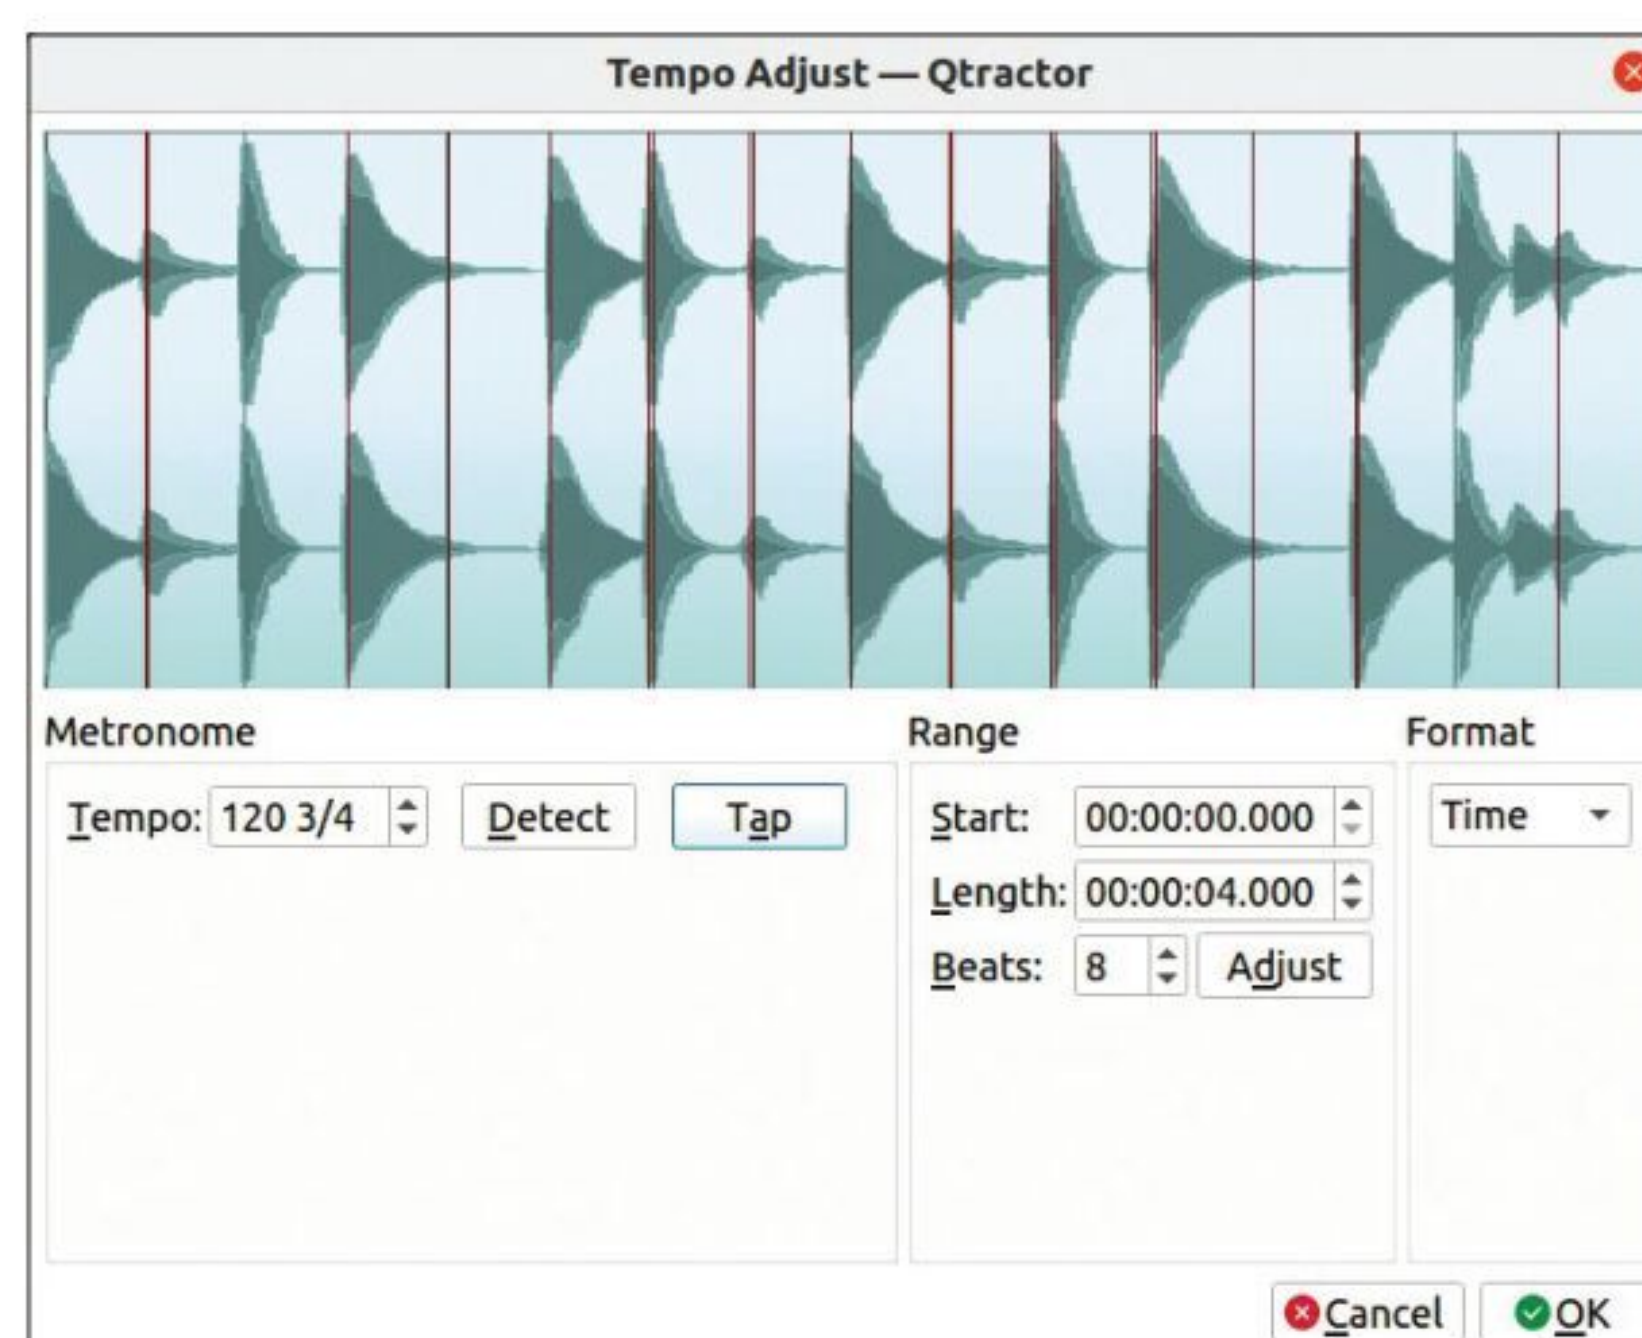 Tempo Adjust — Qtractor
Metronome
Tempo: 120 3/4 Detect Tap
Range
Start: 00:00:00.000
Length: 00:00:04.000
Beats: 8 Adjust
Format
Time
Cancel OK